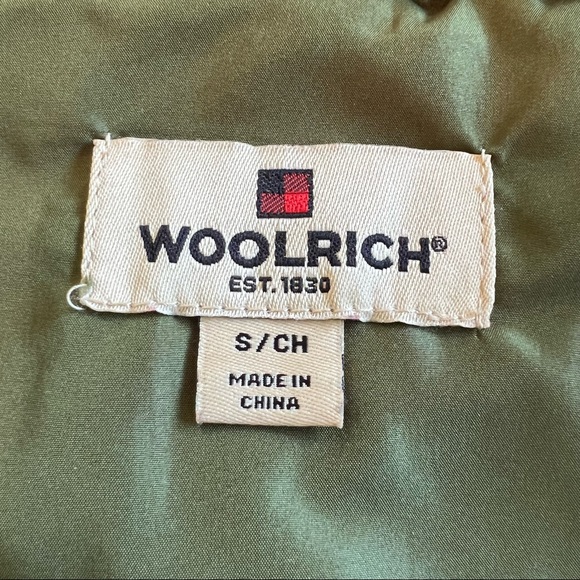 WOOLRICH®
EST. 1830
S/CH
MADE IN
CHINA